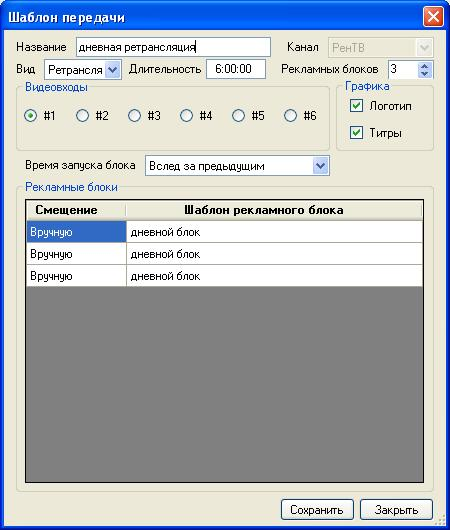 Шаблон передачи
Название дневная ретрансляция Канал РенТВ
Вид Ретрансля Длительность 6:00:00 Рекламных блоков 3
Видеовходы Графика
#1 #2 #3 #4 #5 #6 Логотип
Титры
Время запуска блока Вслед за предыдущим
Рекламные блоки
Смещение Шаблон рекламного блока
Вручную дневной блок
Вручную дневной блок
Вручную дневной блок
Сохранить Закрыть